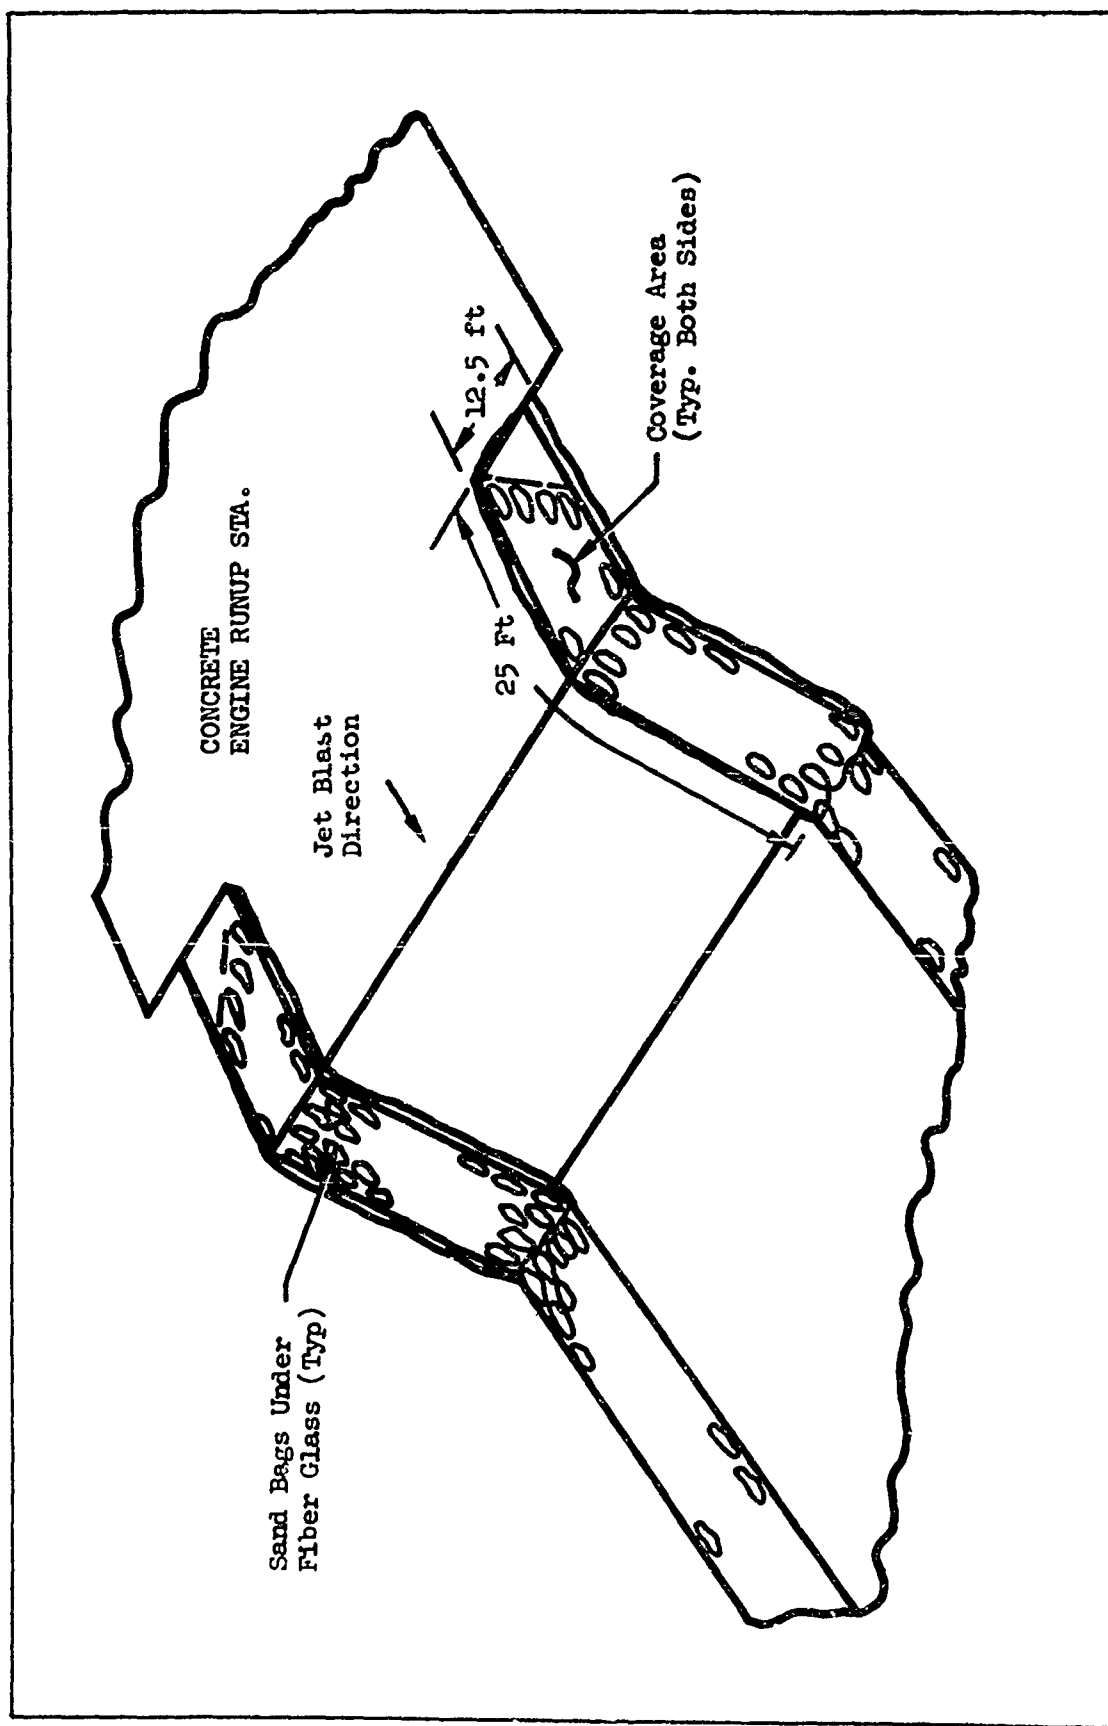 CONCRETE
ENGINE RUNUP STA.
Jet Blast
Direction
12.5 ft
25 Ft
Coverage Area
(Typ. Both Sides)
Sand Bags Under
Fiber Glass (Typ)